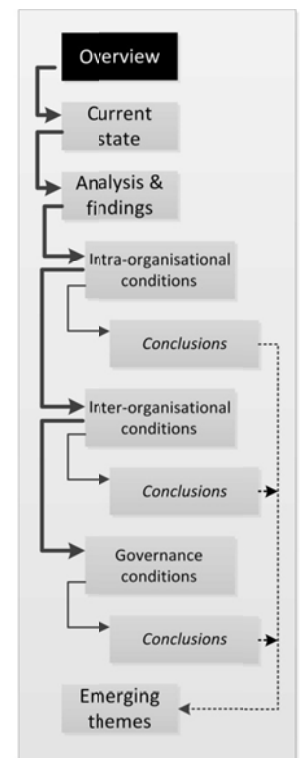 Overview
Current
state
Analysis &
findings
Intra-organisational
conditions
Conclusions
Inter-organisational
conditions
Conclusions
Governance
conditions
Conclusions
Emerging
themes